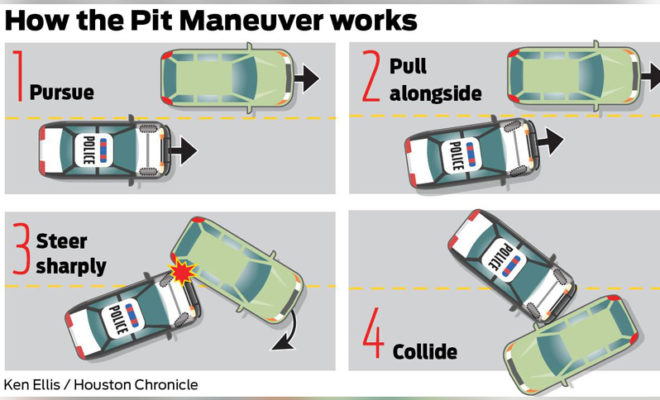 How the Pit Maneuver works
1 Pursue
POLICE
2 Pull
alongside
POLICE
3 Steer
sharply
POLICE
POLICE
4 Collide
Ken Ellis / Houston Chronicle